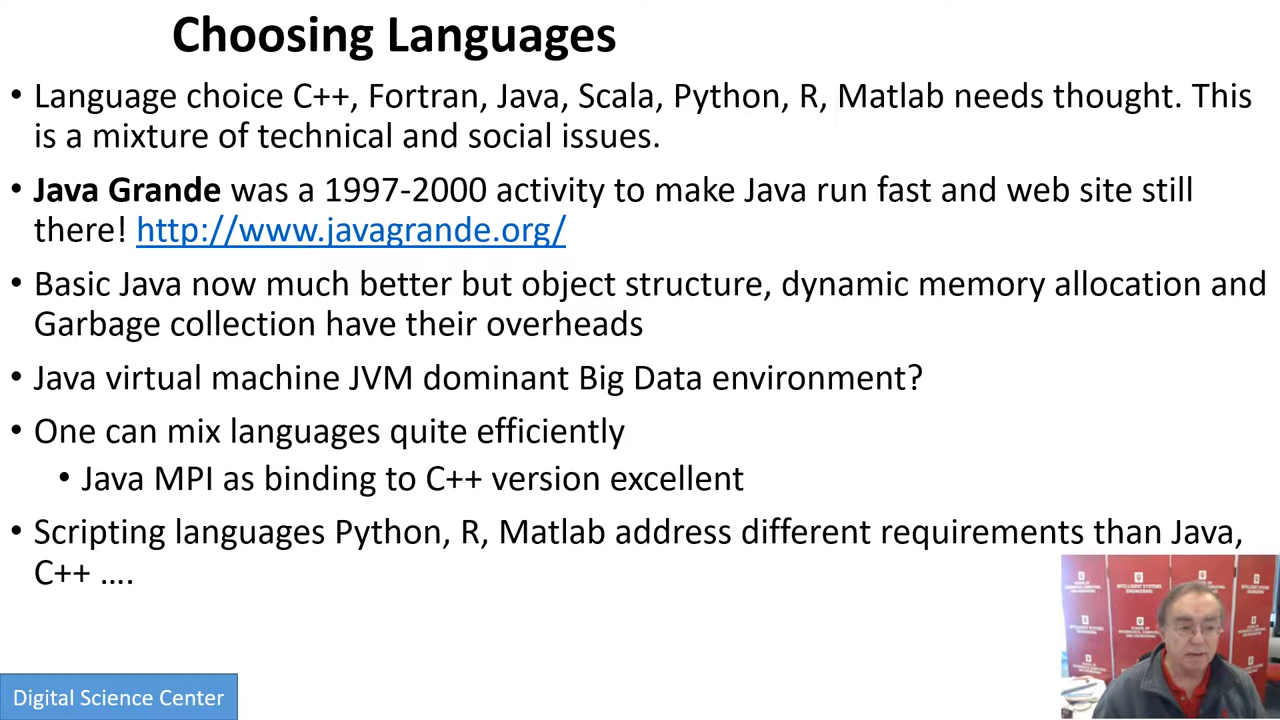 Choosing Languages
• Language choice C++, Fortran, Java, Scala, Python, R, Matlab needs thought. This
is a mixture of technical and social issues.
• Java Grande was a 1997-2000 activity to make Java run fast and web site still
there! http://www.javagrande.org/
• Basic Java now much better but object structure, dynamic memory allocation and
Garbage collection have their overheads
• Java virtual machine JVM dominant Big Data environment?
• One can mix languages quite efficiently
• Java MPI as binding to C++ version excellent
• Scripting languages Python, R, Matlab address different requirements than Java,
C++ ....
INTELLIGENT SYSTEMS
ENGINEERING
Digital Science Center